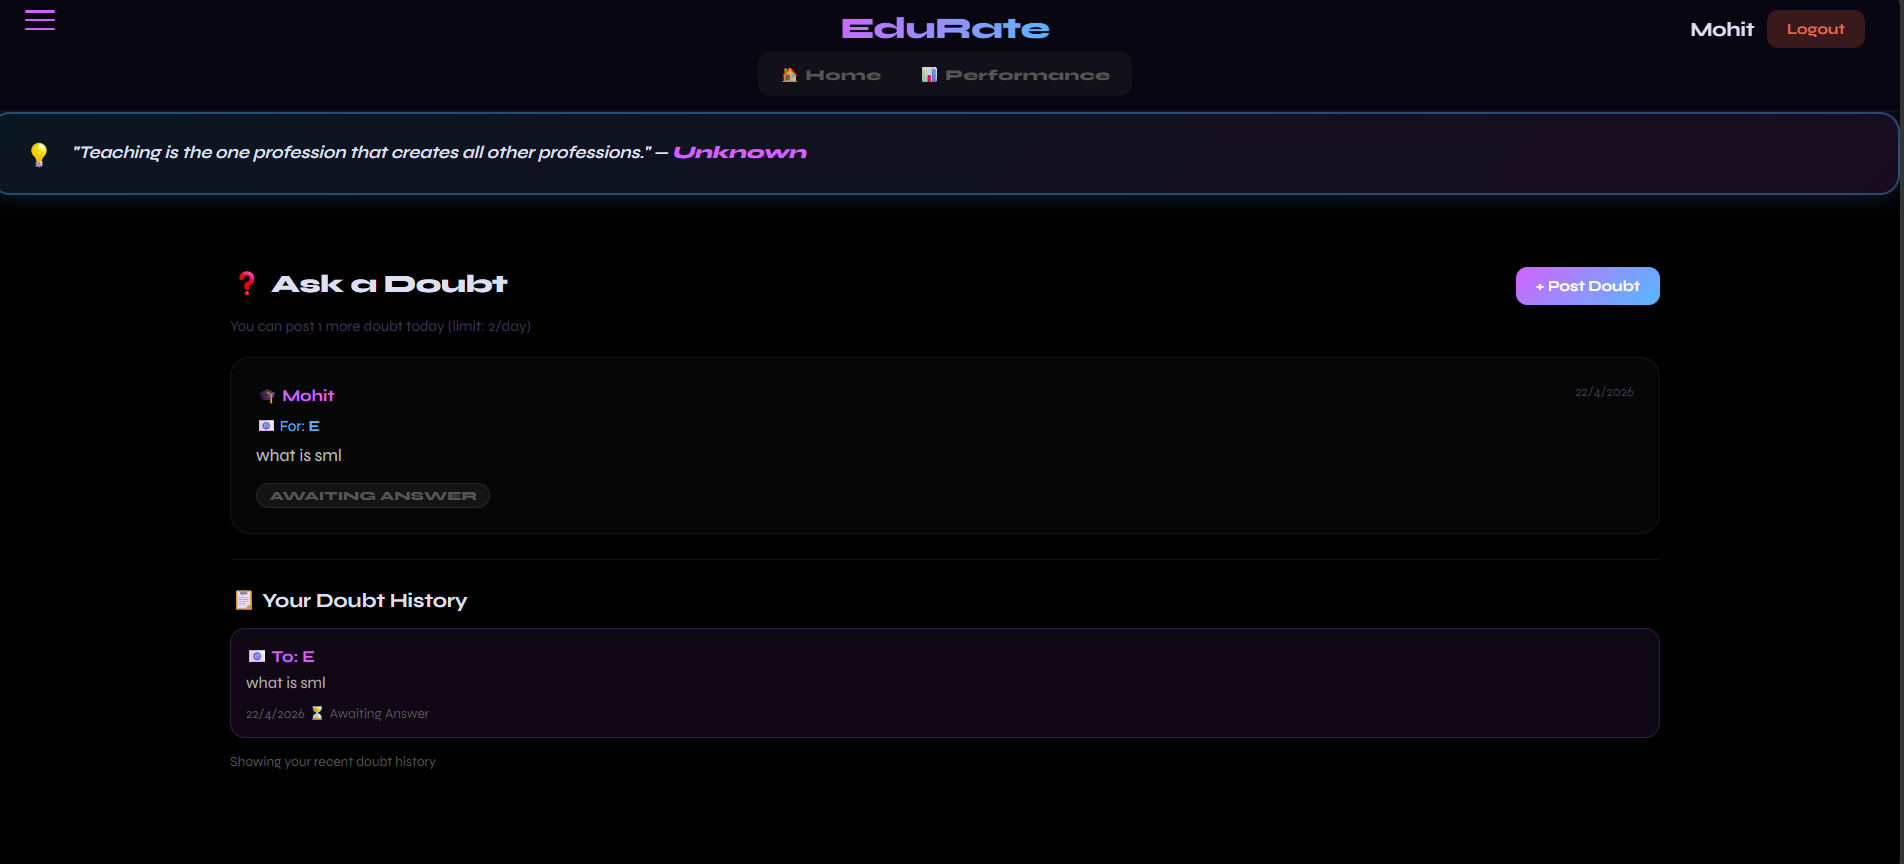 EduRate
Mohit
Logout
Home
Performance
"Teaching is the one profession that creates all other professions." — Unknown
Ask a Doubt
+ Post Doubt
You can post 1 more doubt today (limit: 2/day)
Mohit
22/4/2026
For: E
what is sml
AWAITING ANSWER
Your Doubt History
To: E
what is sml
22/4/2026 Awaiting Answer
Showing your recent doubt history